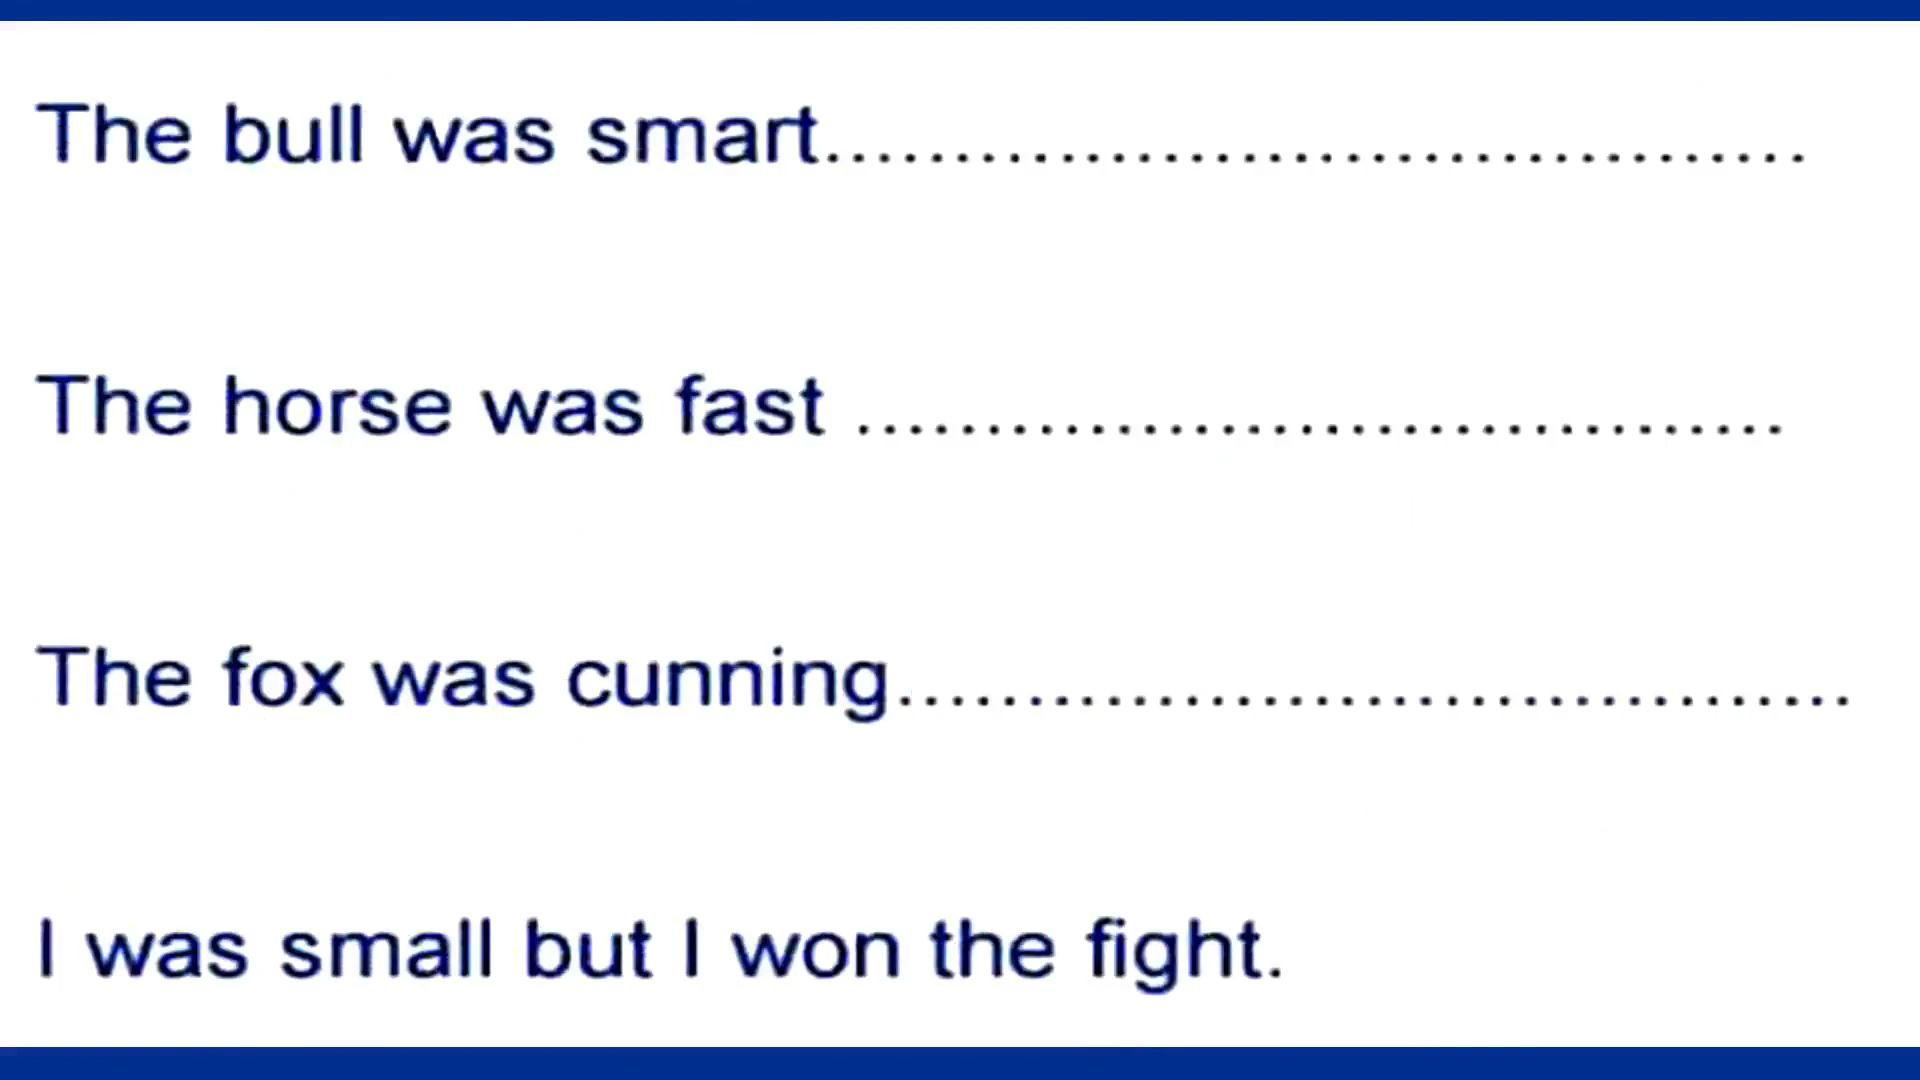 The bull was smart......................................
The horse was fast ....................................
The fox was cunning.....................................
I was small but I won the fight.